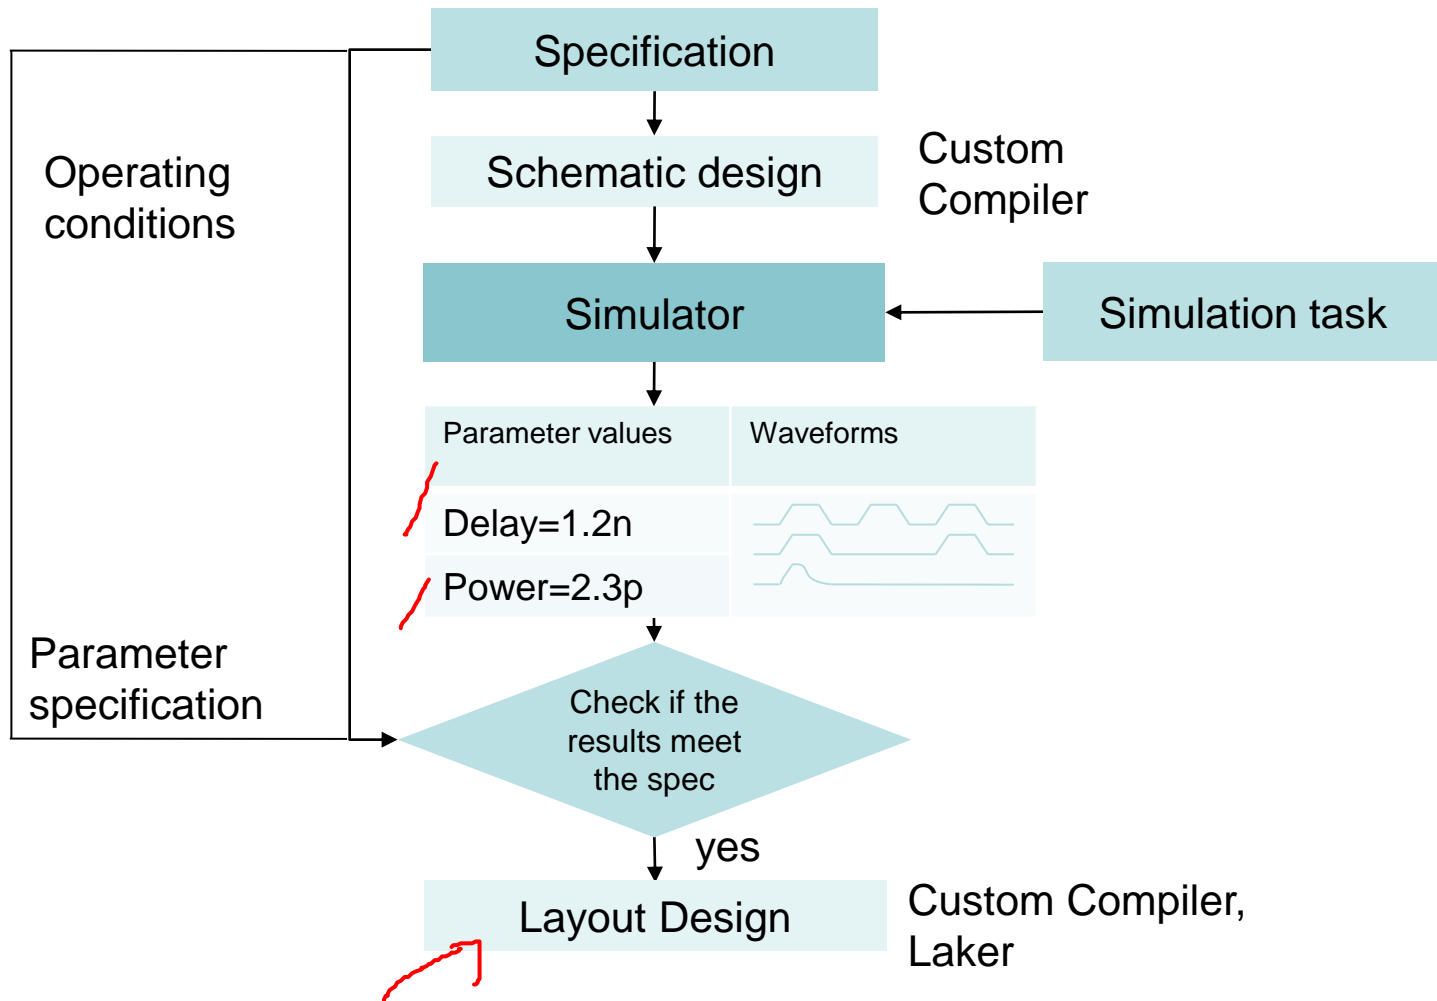 Specification
Schematic design
Custom
Compiler
Operating
conditions
Simulator
Simulation task
Parameter values
Waveforms
Delay=1.2n
Power=2.3p
Parameter
specification
Check if the
results meet
the spec
yes
Layout Design
Custom Compiler,
Laker